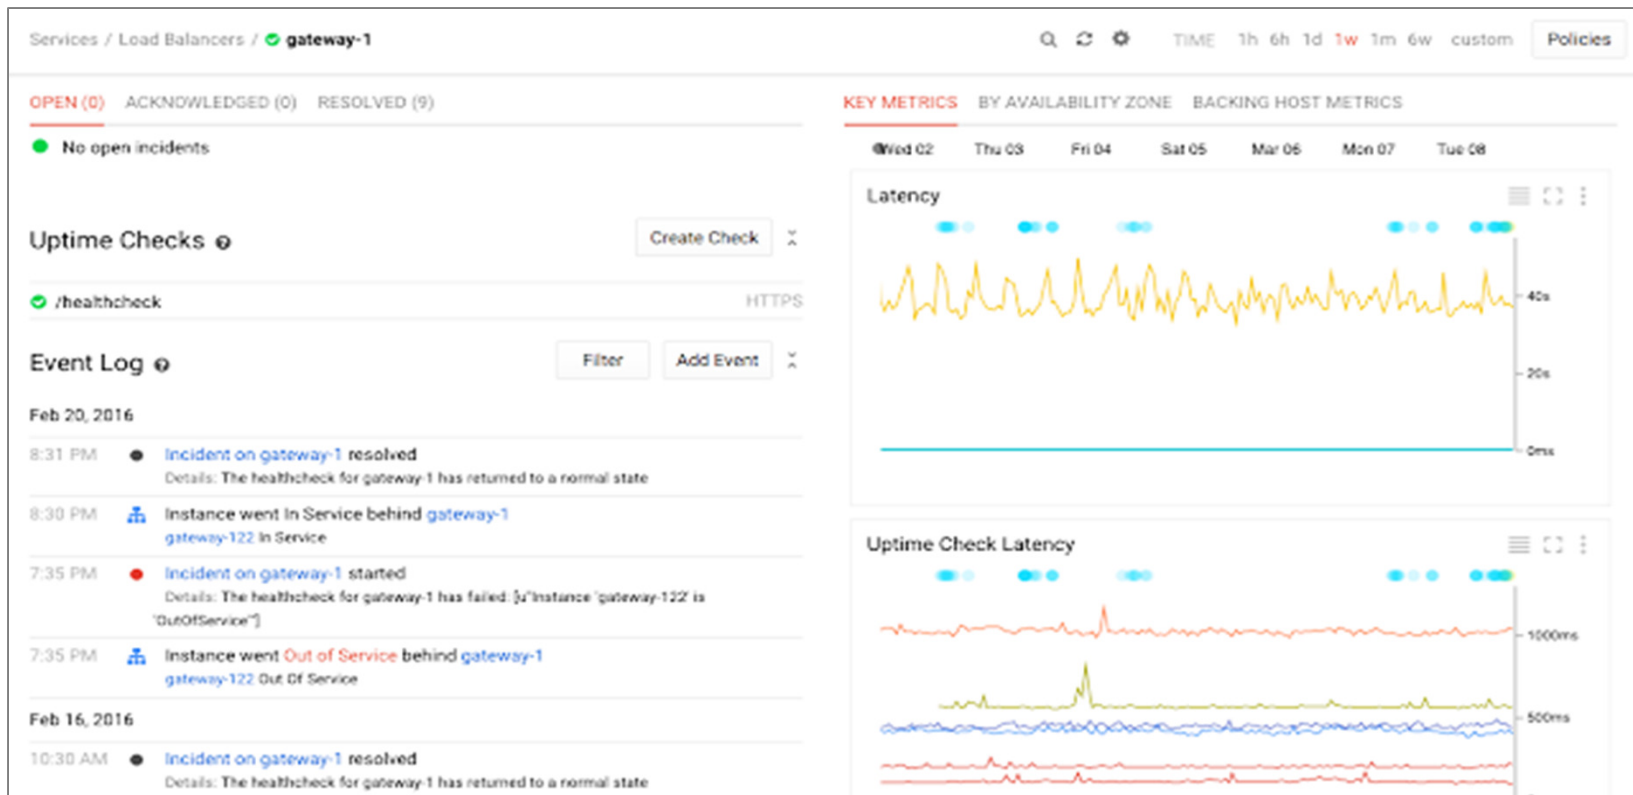 Services / Load Balancers / gateway-1
TIME 1h 6h 1d 1w 1m 6w custom Policies
OPEN (0) ACKNOWLEDGED (0) RESOLVED (9)
No open incidents
Uptime Checks ?
Create Check
/healthcheck HTTPS
Event Log ?
Filter Add Event
Feb 20, 2016
8:31 PM Incident on gateway-1 resolved
Details: The healthcheck for gateway-1 has returned to a normal state
8:30 PM Instance went In Service behind gateway-1
gateway-122 In Service
7:35 PM Incident on gateway-1 started
Details: The healthcheck for gateway-1 has failed: [u"Instance 'gateway-122' is
'OutOfService'"]
7:35 PM Instance went Out of Service behind gateway-1
gateway-122 Out Of Service
Feb 16, 2016
10:30 AM Incident on gateway-1 resolved
Details: The healthcheck for gateway-1 has returned to a normal state
KEY METRICS BY AVAILABILITY ZONE BACKING HOST METRICS
Wed 02 Thu 03 Fri 04 Sat 05 Mar 06 Mon 07 Tue 08
Latency
40s
20s
0ms
Uptime Check Latency
1000ms
500ms